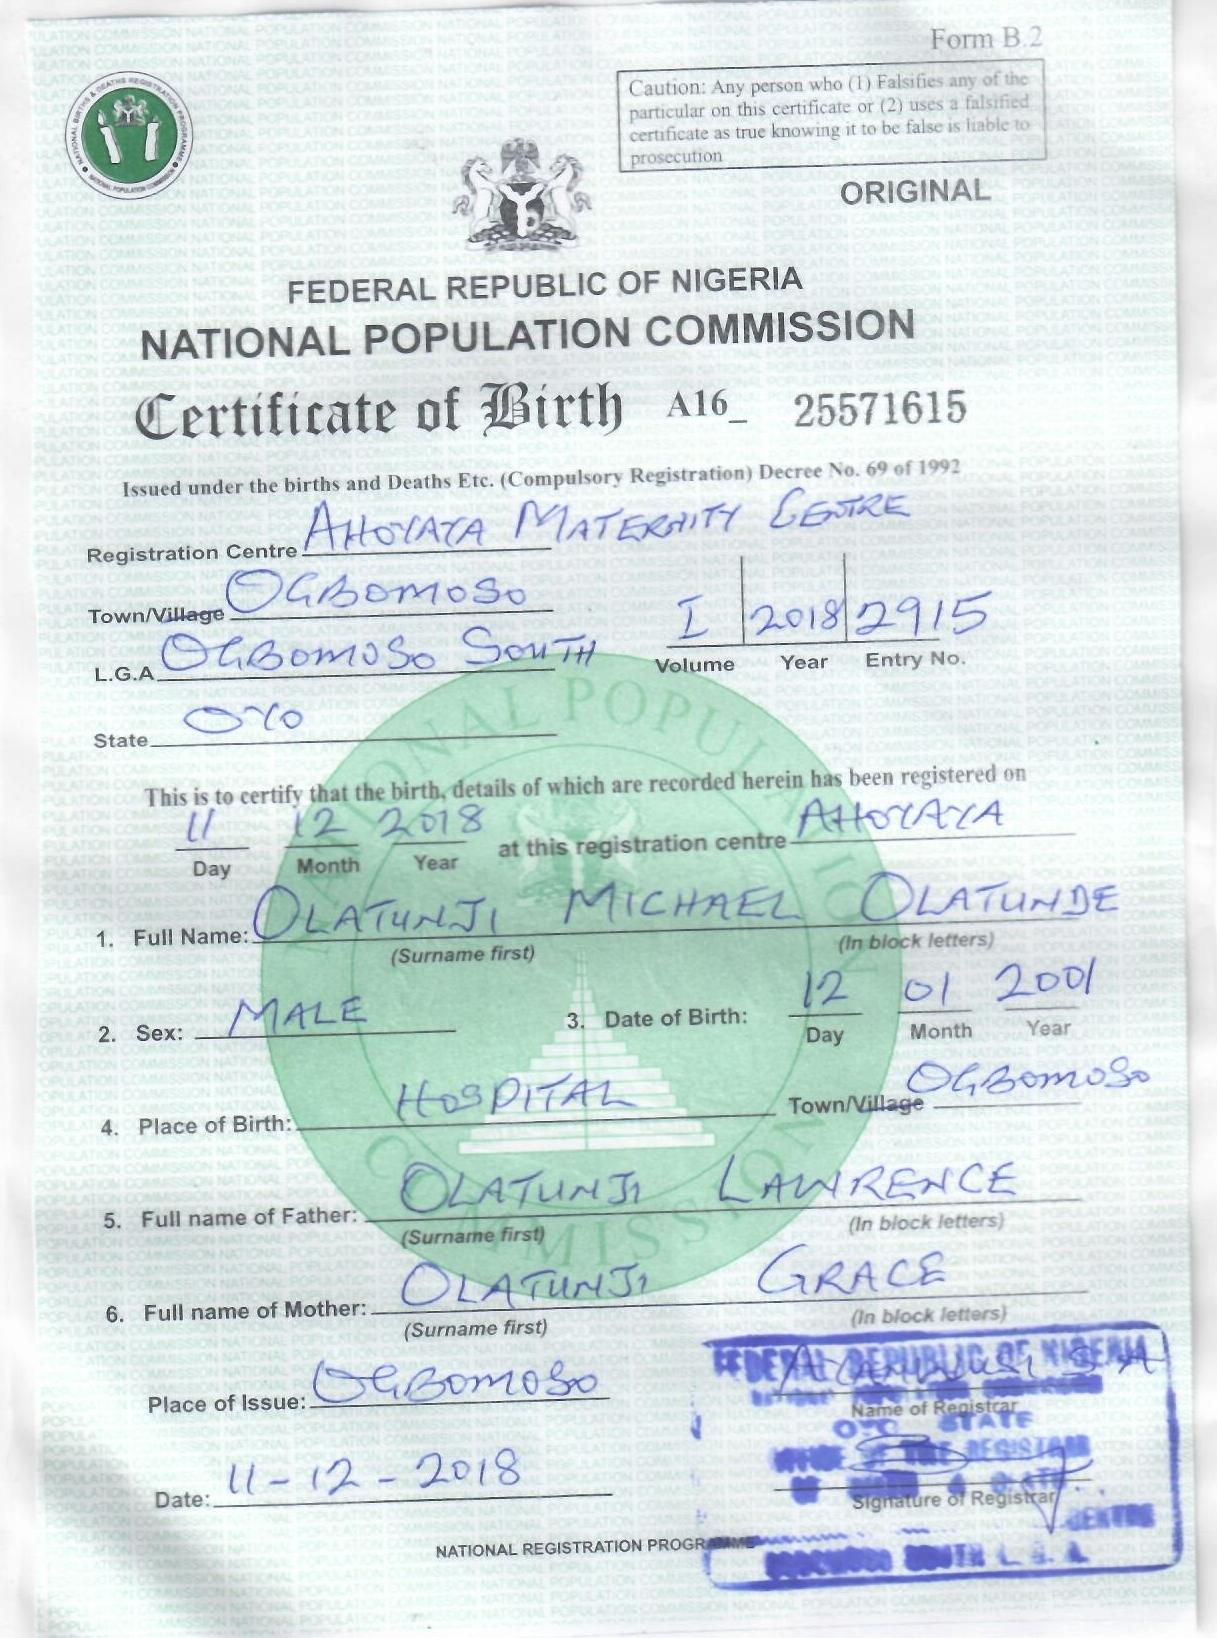 Form B.2
NATIONAL BIRTHS & DEATHS REGISTRATION PROGRAMME
NATIONAL POPULATION COMMISSION
Caution: Any person who (1) Falsifies any of the
particular on this certificate or (2) uses a falsified
certificate as true knowing it to be false is liable to
prosecution
ORIGINAL
FEDERAL REPUBLIC OF NIGERIA
NATIONAL POPULATION COMMISSION
Certificate of Birth A16_ 25571615
Issued under the births and Deaths Etc. (Compulsory Registration) Decree No. 69 of 1992
Registration Centre AHOYAYA MATERNITY CENTRE
Town/Village OGBOMOSO
L.G.A OGBOMOSO SOUTH
I 2018 2915
Volume Year Entry No.
State OYO
This is to certify that the birth, details of which are recorded herein has been registered on
11 12 2018 at this registration centre AHOYAYA
Day Month Year
1. Full Name: OLATUNJI MICHAEL OLATUNDE
(Surname first) (In block letters)
2. Sex: MALE 3. Date of Birth: 12 01 2001
Day Month Year
4. Place of Birth: HOSPITAL Town/Village OGBOMOSO
5. Full name of Father: OLATUNJI LAWRENCE
(Surname first) (In block letters)
6. Full name of Mother: OLATUNJI GRACE
(Surname first) (In block letters)
FEDERAL REPUBLIC OF NIGERIA
Place of Issue: OGBOMOSO
Name of Registrar
OYO STATE
OFFICE OF THE REGISTRAR
Date: 11-12-2018
Signature of Registrar
CENTRE
NATIONAL REGISTRATION PROGRAMME
SOUTH L.G.A.